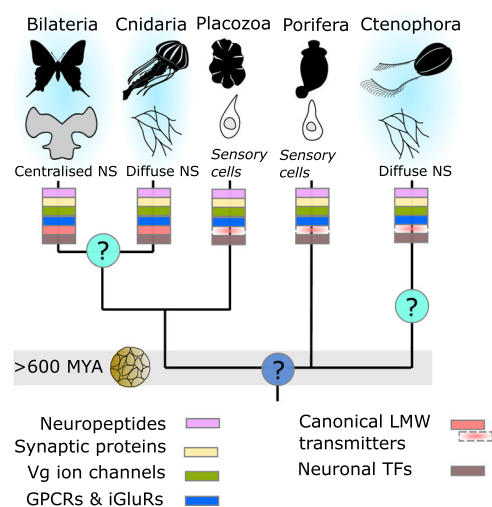 Bilateria Cnidaria Placozoa Porifera Ctenophora
Sensory cells
Sensory cells
Centralised NS Diffuse NS Diffuse NS
?
?
>600 MYA ?
Neuropeptides
Synaptic proteins
Vg ion channels
GPCRs & iGluRs
Canonical LMW
transmitters
Neuronal TFs